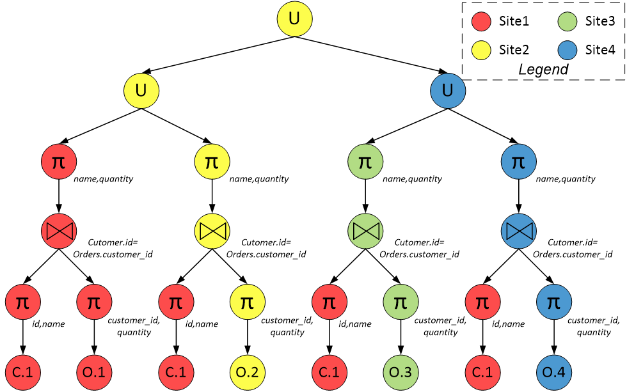 U
Site1
Site3
Site2
Site4
Legend
U
U
π
π
π
π
name,quantity
name,quantity
name,quantity
name,quantity
Cutomer.id=
Orders.customer_id
Cutomer.id=
Orders.customer_id
Cutomer.id=
Orders.customer_id
Cutomer.id=
Orders.customer_id
π
π
π
π
π
π
π
π
id,name
customer_id,
quantity
id,name
customer_id,
quantity
id,name
customer_id,
quantity
id,name
customer_id,
quantity
C.1
O.1
C.1
O.2
C.1
O.3
C.1
O.4